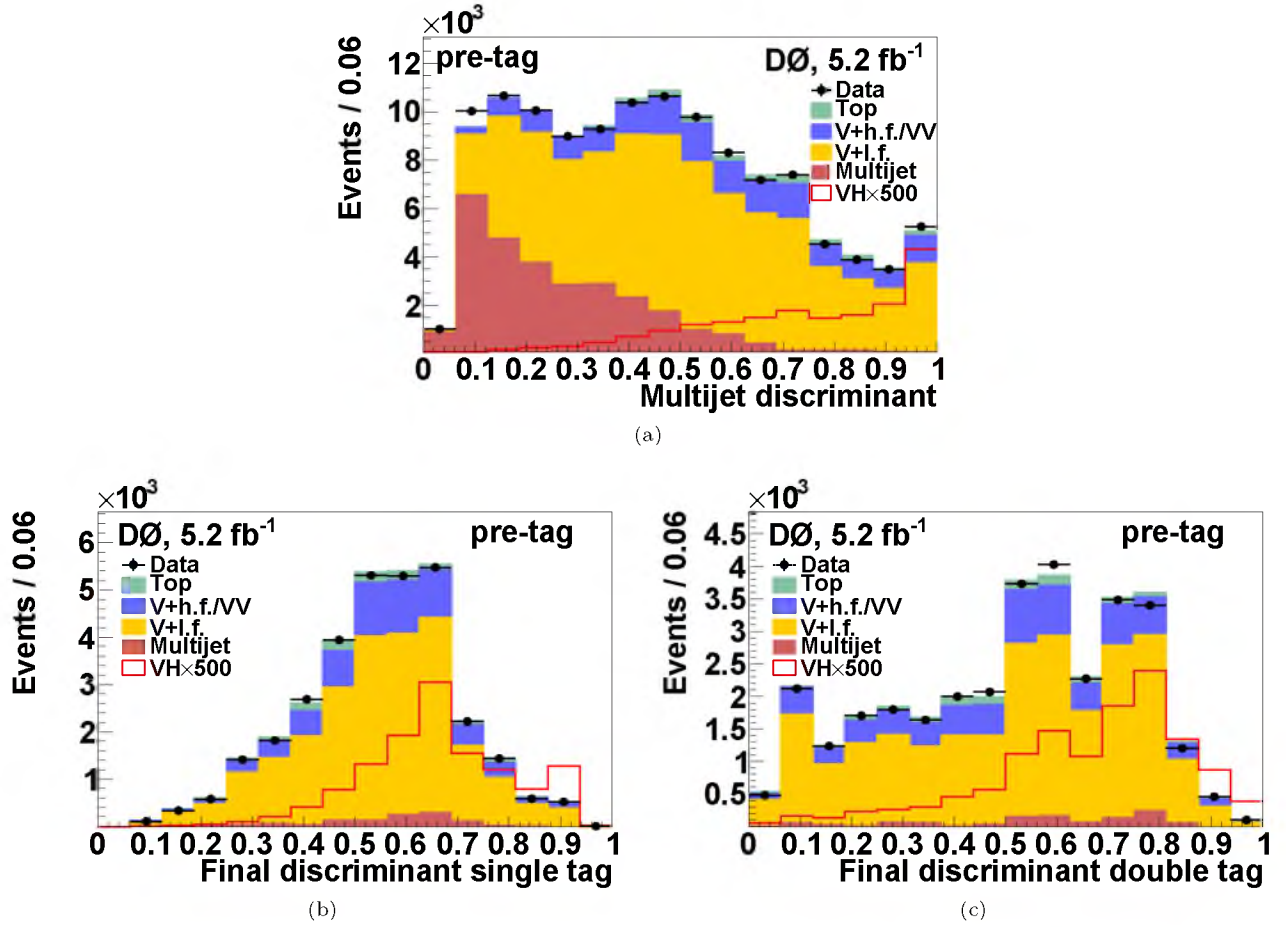 ×10³
pre-tag
DØ, 5.2 fb⁻¹
Data
Top
V+h.f./VV
V+l.f.
Multijet
VH×500
Events / 0.06
12
10
8
6
4
2
0 0.1 0.2 0.3 0.4 0.5 0.6 0.7 0.8 0.9 1
Multijet discriminant
(a)
×10³
DØ, 5.2 fb⁻¹
pre-tag
Data
Top
V+h.f./VV
V+l.f.
Multijet
VH×500
Events / 0.06
6
5
4
3
2
1
0 0.1 0.2 0.3 0.4 0.5 0.6 0.7 0.8 0.9 1
Final discriminant single tag
(b)
×10³
DØ, 5.2 fb⁻¹
pre-tag
Data
Top
V+h.f./VV
V+l.f.
Multijet
VH×500
Events / 0.06
4.5
4
3.5
3
2.5
2
1.5
1
0.5
0 0.1 0.2 0.3 0.4 0.5 0.6 0.7 0.8 0.9 1
Final discriminant double tag
(c)